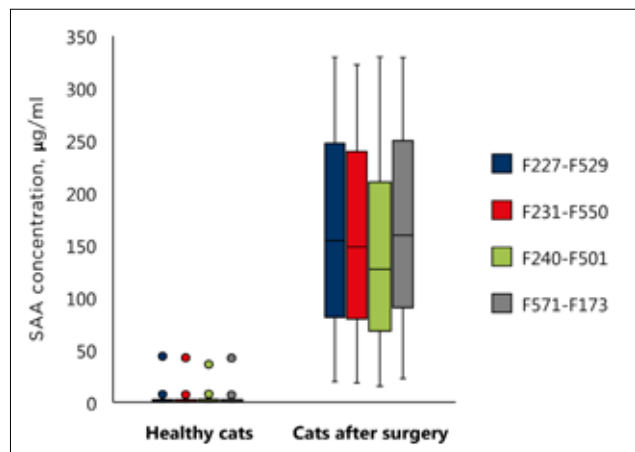 350
300
250
200
150
100
50
0
SAA concentration, µg/ml
Healthy cats
Cats after surgery
F227-F529
F231-F550
F240-F501
F571-F173